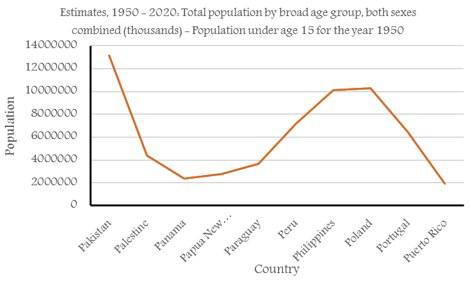 Estimates, 1950 - 2020: Total population by broad age group, both sexes
combined (thousands) - Population under age 15 for the year 1950
Population
14000000
12000000
10000000
8000000
6000000
4000000
2000000
0
Pakistan
Palestine
Panama
Papua New...
Paraguay
Peru
Philippines
Poland
Portugal
Puerto Rico
Country